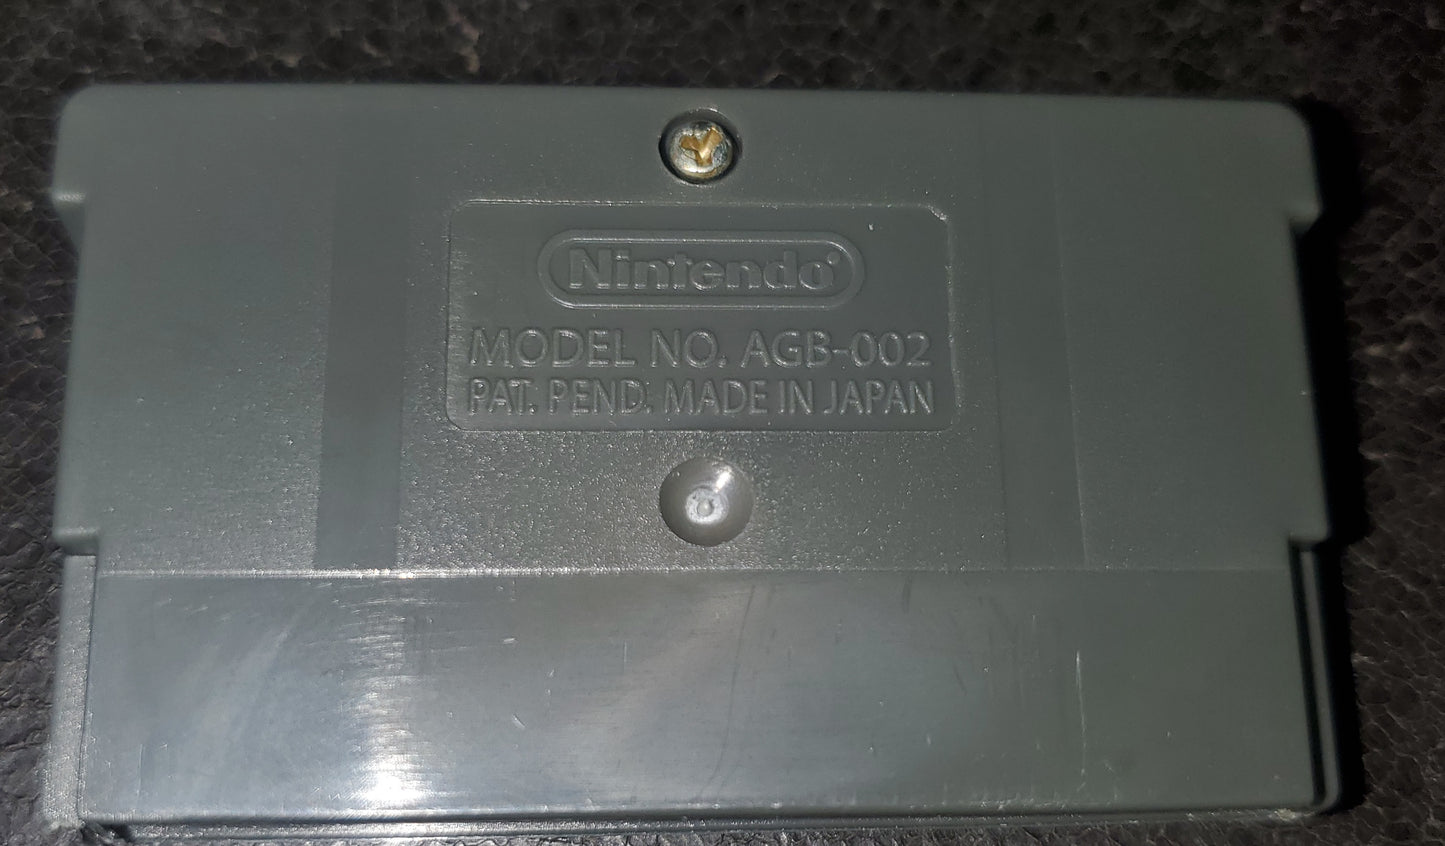 Nintendo
MODEL NO. AGB-002
PAT. PEND. MADE IN JAPAN